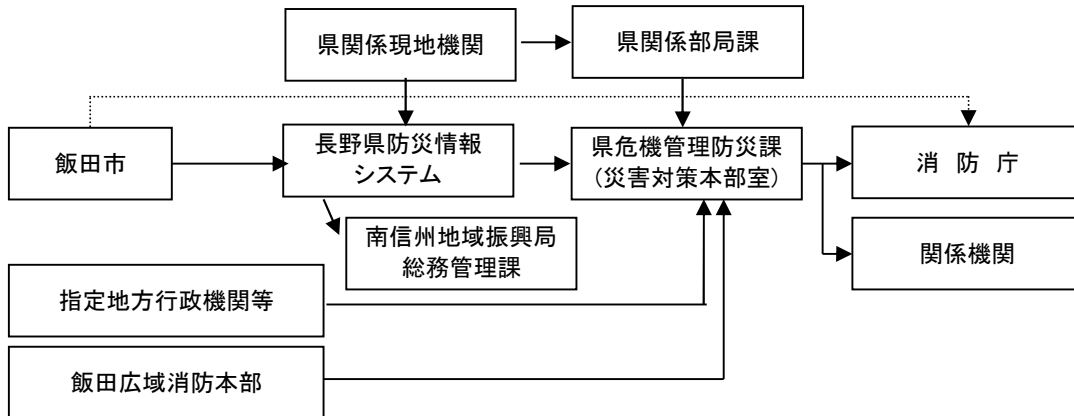 県関係現地機関
県関係部局課
飯田市
長野県防災情報
システム
県危機管理防災課
(災害対策本部室)
消 防 庁
南信州地域振興局
総務管理課
関係機関
指定地方行政機関等
飯田広域消防本部